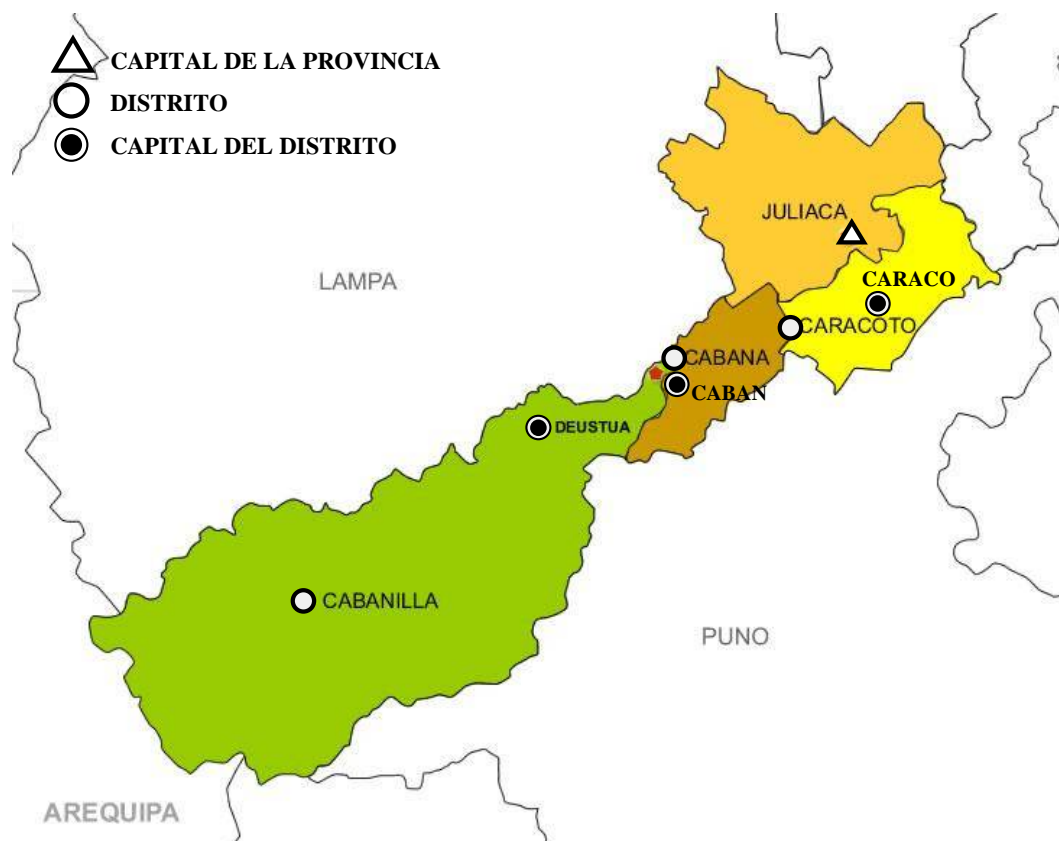 CAPITAL DE LA PROVINCIA
DISTRITO
CAPITAL DEL DISTRITO
JULIACA
LAMPA
CARACO
CARACOTO
CABANA
CABAN
DEUSTUA
CABANILLA
PUNO
AREQUIPA